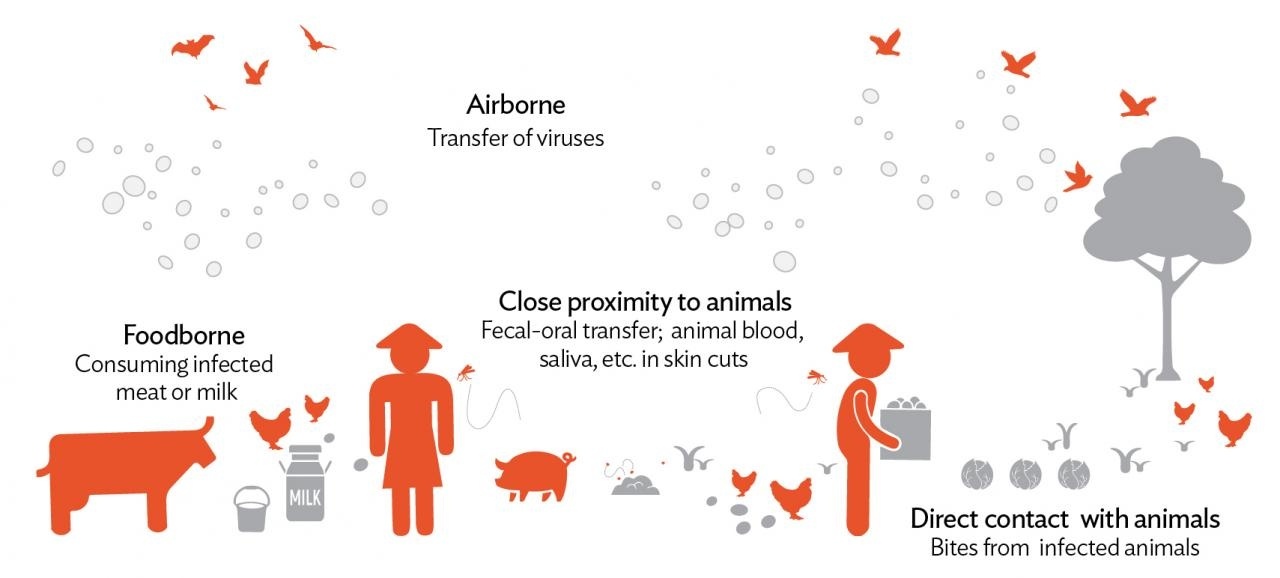 Airborne
Transfer of viruses
Close proximity to animals
Fecal-oral transfer; animal blood,
saliva, etc. in skin cuts
Foodborne
Consuming infected
meat or milk
MILK
Direct contact with animals
Bites from infected animals